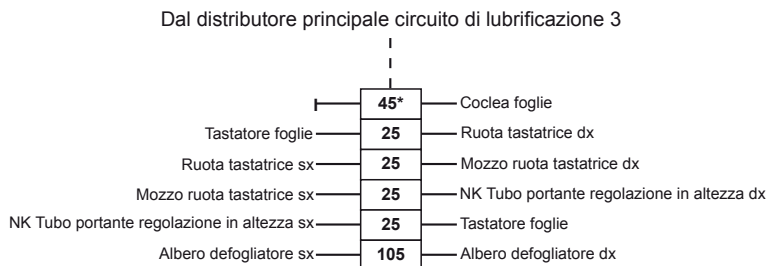 Dal distributore principale circuito di lubrificazione 3
45* Coclea foglie
Tastatore foglie 25 Ruota tastatrice dx
Ruota tastatrice sx 25 Mozzo ruota tastatrice dx
Mozzo ruota tastatrice sx 25 NK Tubo portante regolazione in altezza dx
NK Tubo portante regolazione in altezza sx 25 Tastatore foglie
Albero defogliatore sx 105 Albero defogliatore dx